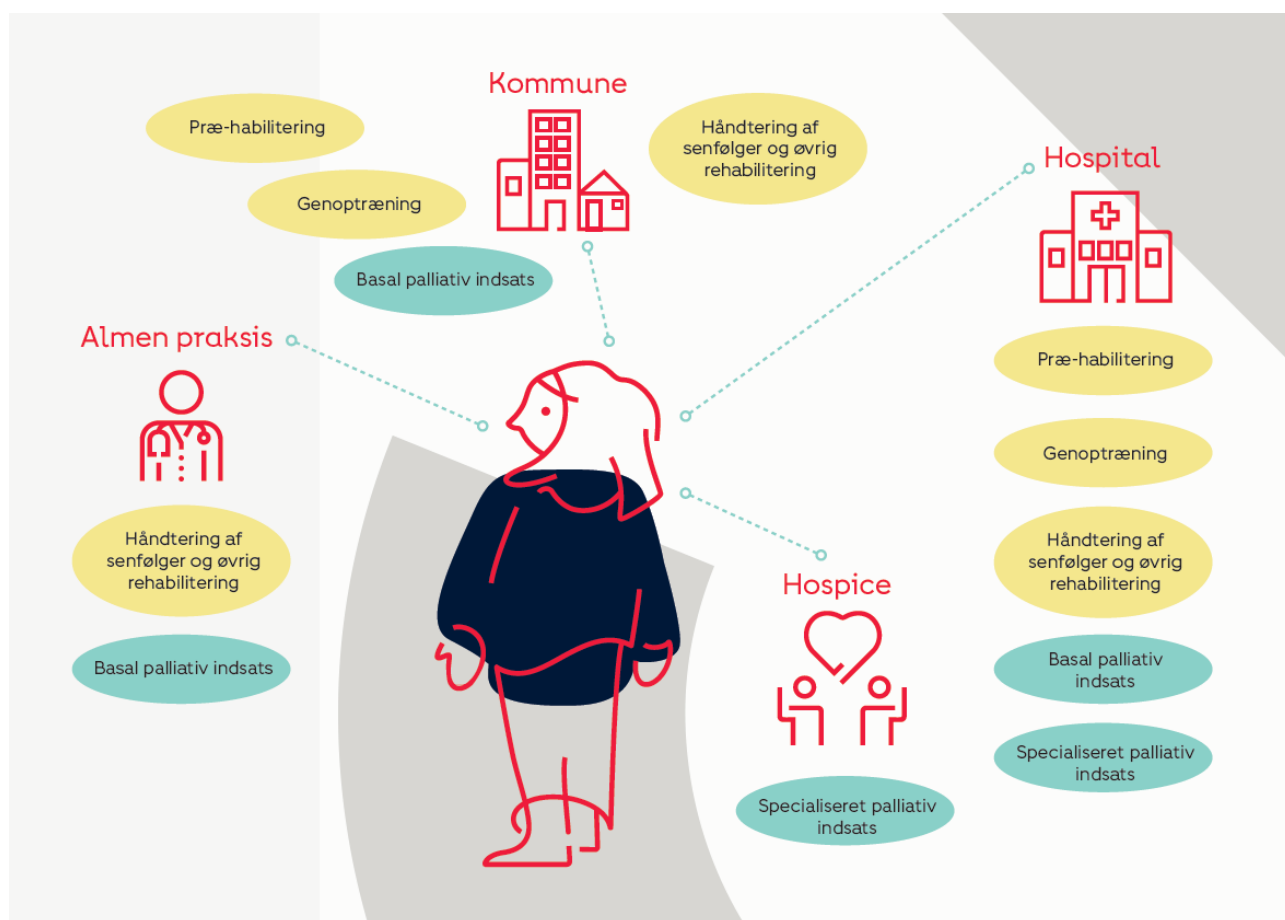 Kommune
Præ-habilitering
Genoptræning
Basal palliativ indsats
Håndtering af
senfølger og øvrig
rehabilitering
Hospital
Præ-habilitering
Genoptræning
Håndtering af
senfølger og øvrig
rehabilitering
Basal palliativ
indsats
Specialiseret palliativ
indsats
Almen praksis
Håndtering af
senfølger og øvrig
rehabilitering
Basal palliativ indsats
Hospice
Specialiseret palliativ
indsats